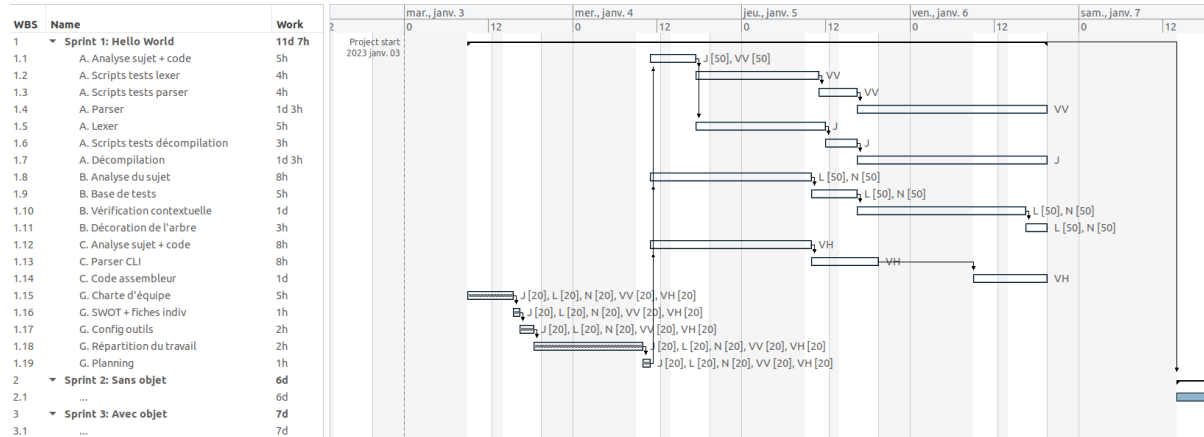 mar., janv. 3 mer., janv. 4 jeu., janv. 5 ven., janv. 6 sam., janv. 7
WBS Name Work 2 0 12 0 12 0 12 0 12 0 12
1 Sprint 1: Hello World 11d 7h Project start
2023 janv. 03
1.1 A. Analyse sujet + code 5h J [50], VV [50]
1.2 A. Scripts tests lexer 4h VV
1.3 A. Scripts tests parser 4h VV
1.4 A. Parser 1d 3h VV
1.5 A. Lexer 5h J
1.6 A. Scripts tests décompilation 3h J
1.7 A. Décompilation 1d 3h J
1.8 B. Analyse du sujet 8h L [50], N [50]
1.9 B. Base de tests 5h L [50], N [50]
1.10 B. Vérification contextuelle 1d L [50], N [50]
1.11 B. Décoration de l'arbre 3h L [50], N [50]
1.12 C. Analyse sujet + code 8h VH
1.13 C. Parser CLI 8h VH
1.14 C. Code assembleur 1d VH
1.15 G. Charte d'équipe 5h J [20], L [20], N [20], VV [20], VH [20]
1.16 G. SWOT + fiches indiv 1h J [20], L [20], N [20], VV [20], VH [20]
1.17 G. Config outils 2h J [20], L [20], N [20], VV [20], VH [20]
1.18 G. Répartition du travail 2h J [20], L [20], N [20], VV [20], VH [20]
1.19 G. Planning 1h J [20], L [20], N [20], VV [20], VH [20]
2 Sprint 2: Sans objet 6d
2.1 ... 6d
3 Sprint 3: Avec objet 7d
3.1 ... 7d